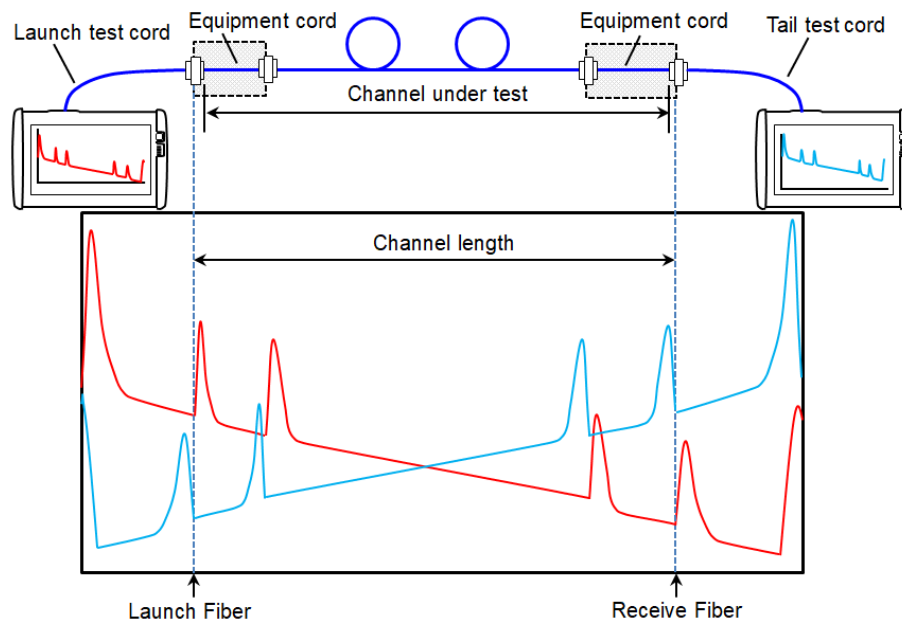 Launch test cord
Equipment cord
Equipment cord
Tail test cord
Channel under test
Channel length
Launch Fiber
Receive Fiber